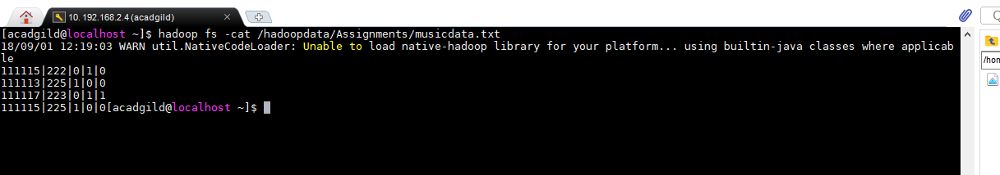 10. 192.168.2.4 (acadgild)
[acadgild@localhost ~]$ hadoop fs -cat /hadoopdata/Assignments/musicdata.txt
18/09/01 12:19:03 WARN util.NativeCodeLoader: Unable to load native-hadoop library for your platform... using builtin-java classes where applicab
le
111115|222|0|1|0
111113|225|1|0|0
111117|223|0|1|1
111115|225|1|0|0[acadgild@localhost ~]$
/hom